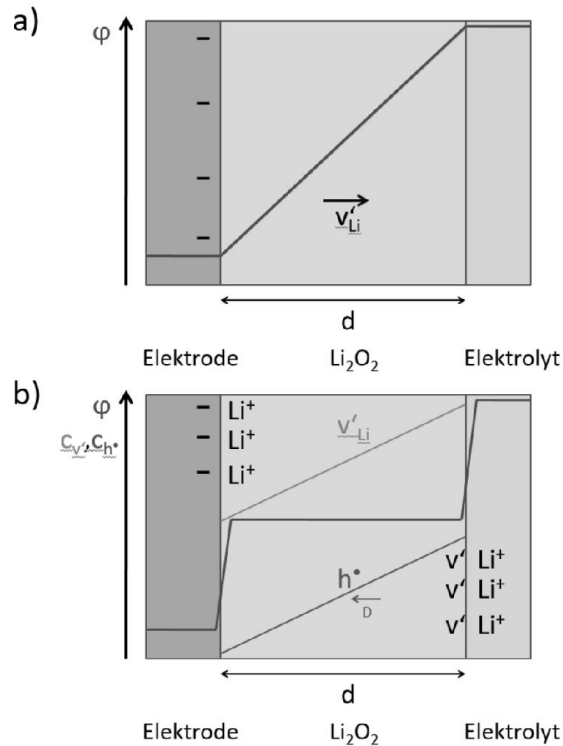 a)
φ
−
−
−
−
v′Li
d
Elektrode Li2O2 Elektrolyt
b)
φ
cv′,ch•
− Li+
− Li+
− Li+
v′Li
h•
D
v′ Li+
v′ Li+
v′ Li+
d
Elektrode Li2O2 Elektrolyt